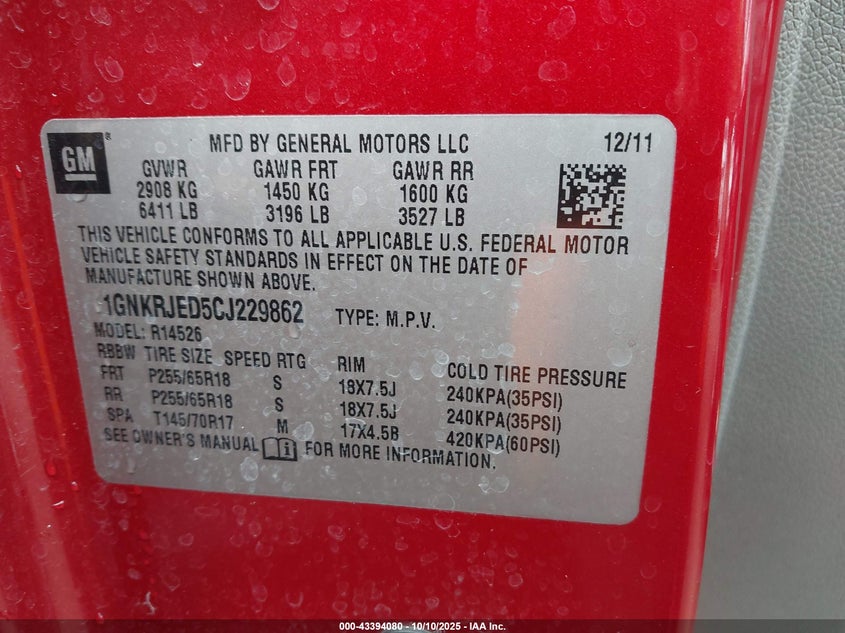 GM
MFD BY GENERAL MOTORS LLC 12/11
GVWR GAWR FRT GAWR RR
2908 KG 1450 KG 1600 KG
6411 LB 3196 LB 3527 LB
THIS VEHICLE CONFORMS TO ALL APPLICABLE U.S. FEDERAL MOTOR
VEHICLE SAFETY STANDARDS IN EFFECT ON THE DATE OF
MANUFACTURE SHOWN ABOVE.
1GNKRJED5CJ229862 TYPE: M.P.V.
MODEL: R14526
RBBW TIRE SIZE SPEED RTG RIM COLD TIRE PRESSURE
FRT P255/65R18 S 18X7.5J 240KPA(35PSI)
RR P255/65R18 S 18X7.5J 240KPA(35PSI)
SPA T145/70R17 M 17X4.5B 420KPA(60PSI)
SEE OWNER'S MANUAL FOR MORE INFORMATION.
000-43394080 - 10/10/2025 - IAA Inc.